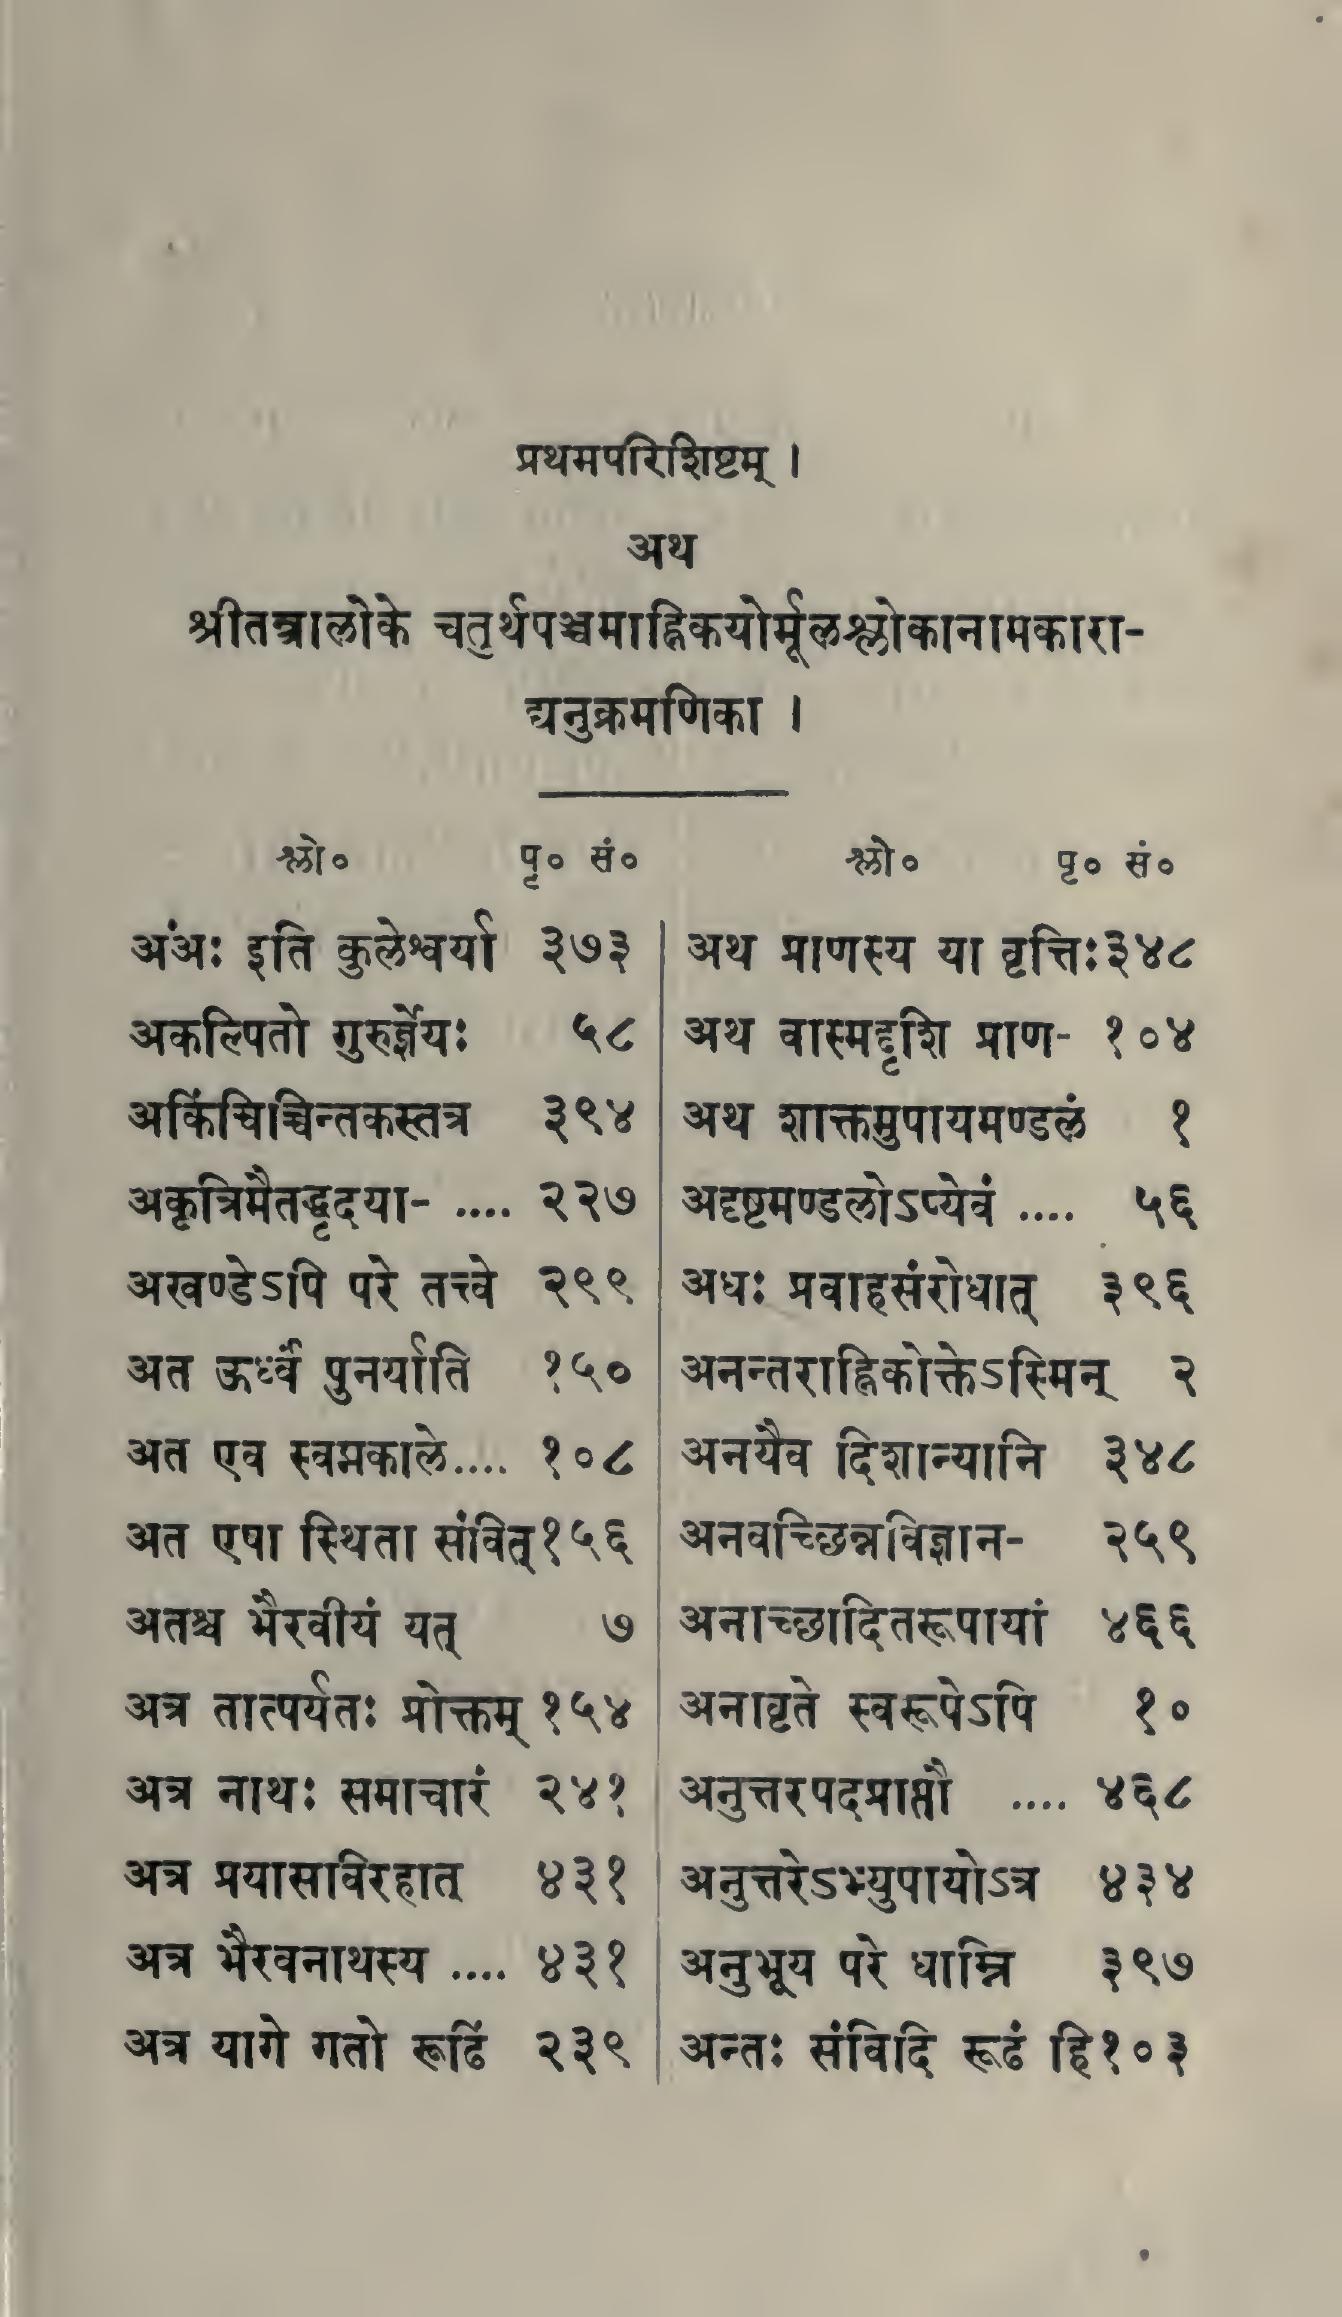 प्रथमपरिशिष्टम् ।
अथ
श्रीतन्त्रालोके चतुर्थपञ्चमाह्निकयोर्मूलश्लोकानामकारा-
द्यनुक्रमणिका ।
श्लो० पृ० सं०
अंअः इति कुलेश्वर्या ३७३
अकल्पितो गुरुर्ज्ञेयः ५८
अकिंचिच्चिन्तकस्तत्र ३९४
अकृत्रिमैतद्धृदया- .... २२७
अखण्डेऽपि परे तत्त्वे २९९
अत ऊर्ध्वं पुनर्याति १५०
अत एव स्वप्नकाले.... १०८
अत एषा स्थिता संवित् १५६
अतश्च भैरवीयं यत् ७
अत्र तात्पर्यतः प्रोक्तम् १५४
अत्र नाथः समाचारं २४१
अत्र प्रयासविरहात् ४३१
अत्र भैरवनाथस्य .... ४३१
अत्र यागे गतो रूढिं २३९
श्लो० पृ० सं०
अथ प्राणस्य या वृत्तिः ३४८
अथ वास्मद्दृशि प्राण- १०४
अथ शाक्तमुपायमण्डलं १
अदृष्टमण्डलोऽप्येवं .... ५६
अधः प्रवाहसंरोधात् ३९६
अनन्तराह्निकोक्तेऽस्मिन् २
अनयैव दिशान्यानि ३४८
अनवच्छिन्नविज्ञान- २५९
अनाच्छादितरूपायां ४६६
अनावृते स्वरूपेऽपि १०
अनुत्तरपदप्राप्तौ .... ४६८
अनुत्तरेऽभ्युपायोऽत्र ४३४
अनुभूय परे धाम्नि ३९७
अन्तः संविदि रूढं हि १०३